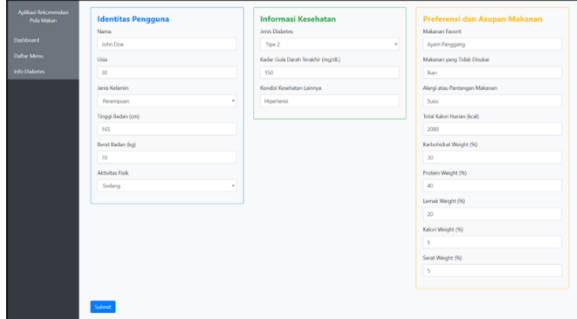 Aplikasi Rekomendasi
Pola Makan
Dashboard
Daftar Menu
Info Diabetes
Identitas Pengguna
Nama
John Doe
Usia
30
Jenis Kelamin
Perempuan
Tinggi Badan (cm)
165
Berat Badan (kg)
70
Aktivitas Fisik
Sedang
Submit
Informasi Kesehatan
Jenis Diabetes
Tipe 2
Kadar Gula Darah Terakhir (mg/dL)
150
Kondisi Kesehatan Lainnya
Hipertensi
Preferensi dan Asupan Makanan
Makanan Favorit
Ayam Panggang
Makanan yang Tidak Disukai
Ikan
Alergi atau Pantangan Makanan
Susu
Total Kalori Harian (kcal)
2000
Karbohidrat Weight (%)
30
Protein Weight (%)
40
Lemak Weight (%)
20
Kalori Weight (%)
5
Serat Weight (%)
5